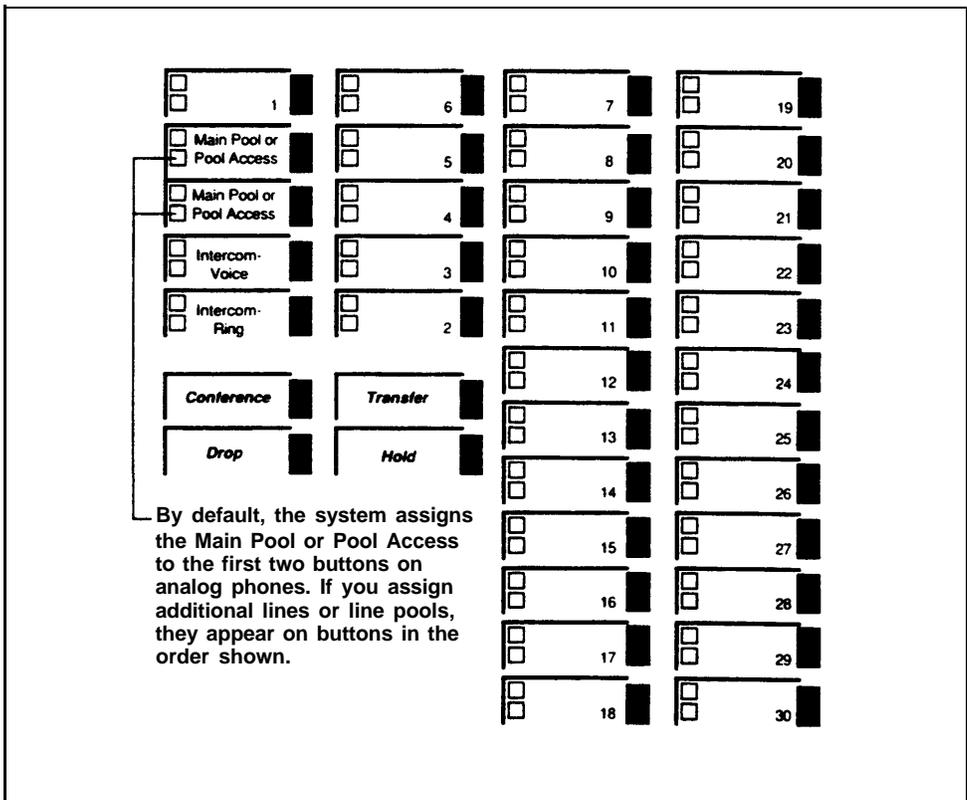 1 6 7 19
Main Pool or
Pool Access 5 8 20
Main Pool or
Pool Access 4 9 21
Intercom-
Voice 3 10 22
Intercom-
Ring 2 11 23
12 24
Conference Transfer
13 25
Drop Hold
14 26
By default, the system assigns
the Main Pool or Pool Access
to the first two buttons on
analog phones. If you assign
additional lines or line pools,
they appear on buttons in the
order shown.
15 27
16 28
17 29
18 30